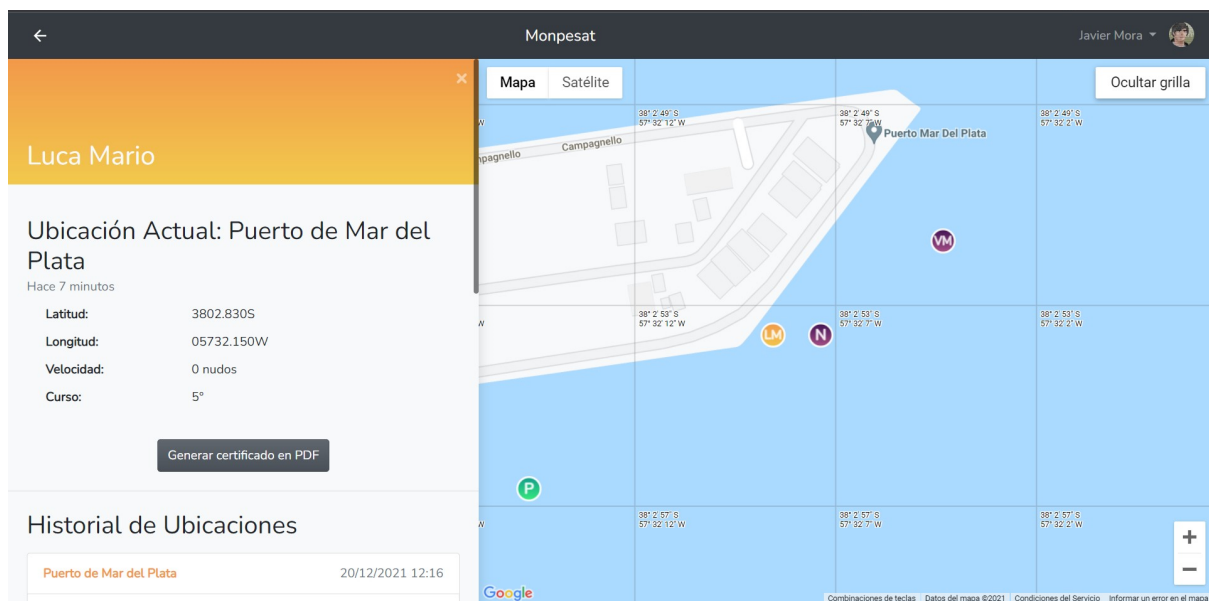 Monpesat
Javier Mora
Luca Mario
×
Ubicación Actual: Puerto de Mar del
Plata
Hace 7 minutos
Latitud: 3802.830S
Longitud: 05732.150W
Velocidad: 0 nudos
Curso: 5°
Generar certificado en PDF
Historial de Ubicaciones
Puerto de Mar del Plata 20/12/2021 12:16
Mapa Satélite
Ocultar grilla
W
38° 2' 49" S
57° 32' 12" W
38° 2' 49" S
57° 32' 7" W
38° 2' 49" S
57° 32' 2" W
Puerto Mar Del Plata
Campagnello
mpagnello
VM
W
38° 2' 53" S
57° 32' 12" W
38° 2' 53" S
57° 32' 7" W
38° 2' 53" S
57° 32' 2" W
LM
N
P
W
38° 2' 57" S
57° 32' 12" W
38° 2' 57" S
57° 32' 7" W
38° 2' 57" S
57° 32' 2" W
+
−
Google
Combinaciones de teclas Datos del mapa ©2021 Condiciones del Servicio Informar un error en el mapa